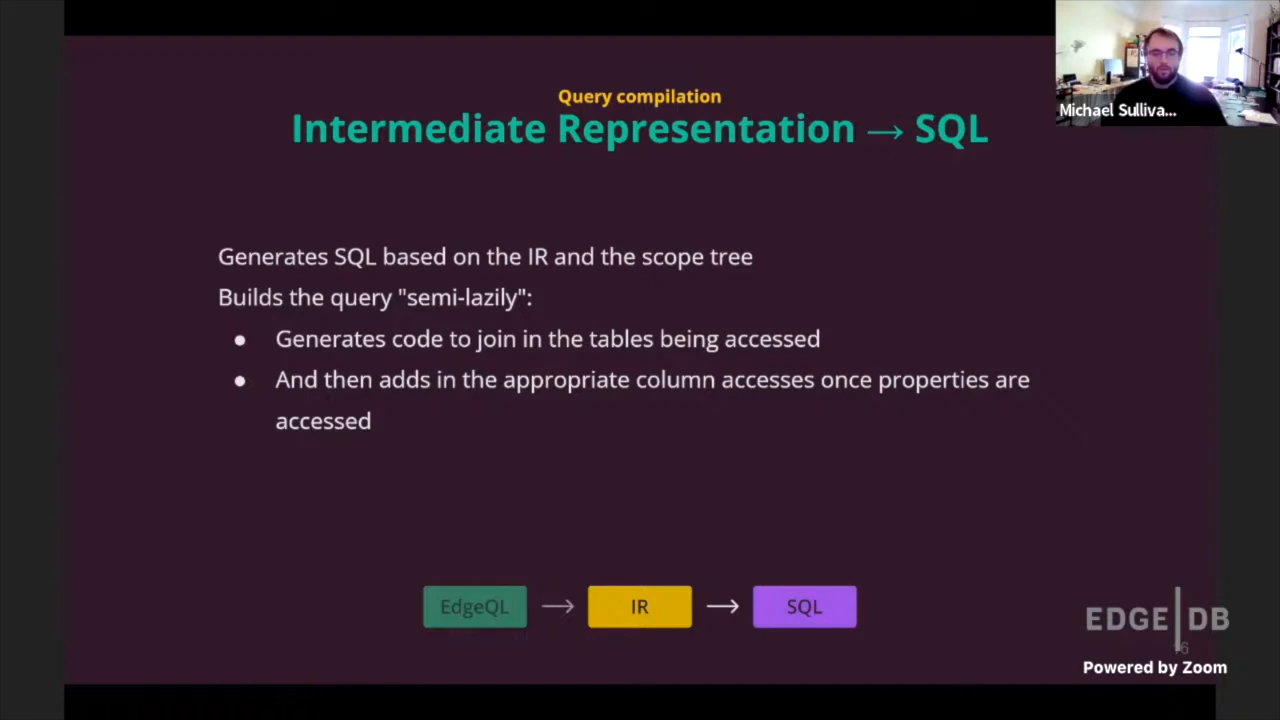 Query compilation
Intermediate Representation → SQL
Michael Sulliva...
Generates SQL based on the IR and the scope tree
Builds the query "semi-lazily":
● Generates code to join in the tables being accessed
● And then adds in the appropriate column accesses once properties are
accessed
EdgeQL → IR → SQL
EDGE|DB
16
Powered by Zoom